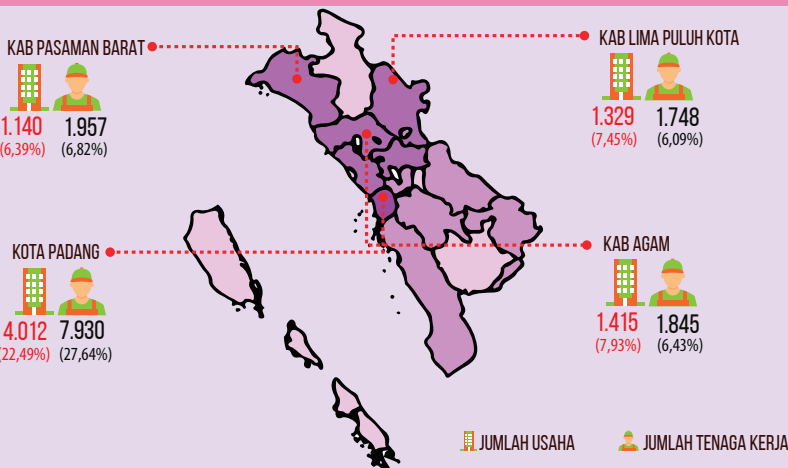 KAB PASAMAN BARAT
1.140 1.957
(6,39%) (6,82%)
KAB LIMA PULUH KOTA
1.329 1.748
(7,45%) (6,09%)
KOTA PADANG
4.012 7.930
(22,49%) (27,64%)
KAB AGAM
1.415 1.845
(7,93%) (6,43%)
JUMLAH USAHA
JUMLAH TENAGA KERJA